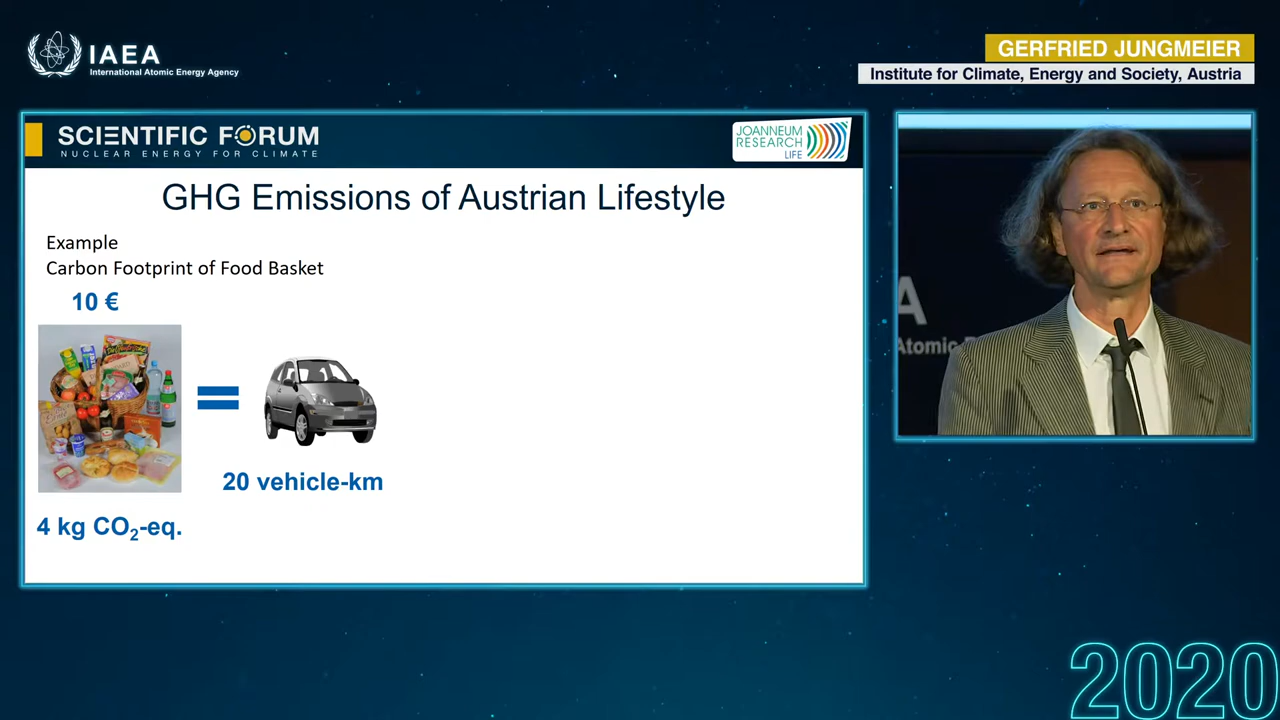 IAEA
International Atomic Energy Agency
GERFRIED JUNGMEIER
Institute for Climate, Energy and Society, Austria
SCIENTIFIC FORUM
NUCLEAR ENERGY FOR CLIMATE
JOANNEUM
RESEARCH
LIFE
GHG Emissions of Austrian Lifestyle
Example
Carbon Footprint of Food Basket
10 €
20 vehicle-km
4 kg CO₂-eq.
A
Atomic
2020